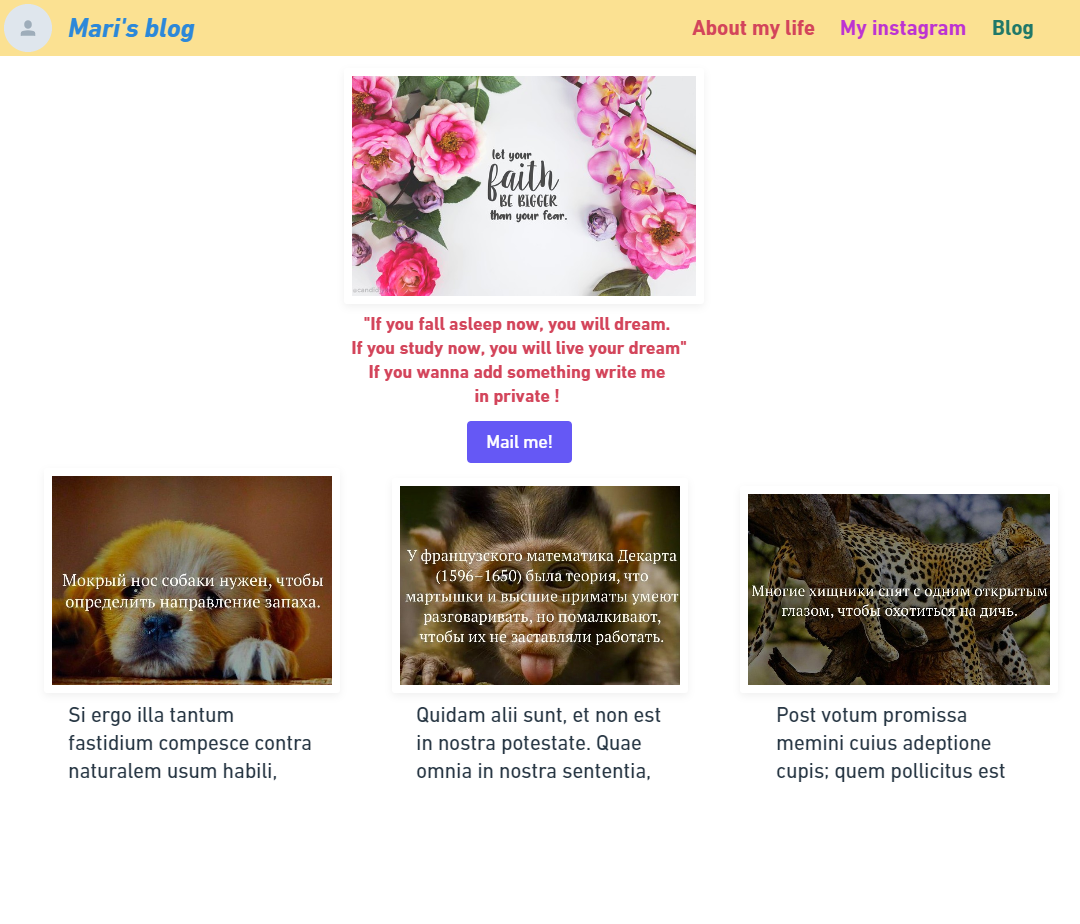 Mari's blog
About my life
My instagram
Blog
let your
faith
BE BIGGER
than your fear.
"If you fall asleep now, you will dream.
If you study now, you will live your dream"
If you wanna add something write me
in private !
Mail me!
Мокрый нос собаки нужен, чтобы
определить направление запаха.
У французского математика Декарта
(1596–1650) была теория, что
мартышки и высшие приматы умеют
разговаривать, но помалкивают,
чтобы их не заставляли работать.
Многие хищники спят с одним открытым
глазом, чтобы охотиться на дичь.
Si ergo illa tantum
fastidium compesce contra
naturalem usum habili,
Quidam alii sunt, et non est
in nostra potestate. Quae
omnia in nostra sententia,
Post votum promissa
memini cuius adeptione
cupis; quem pollicitus est